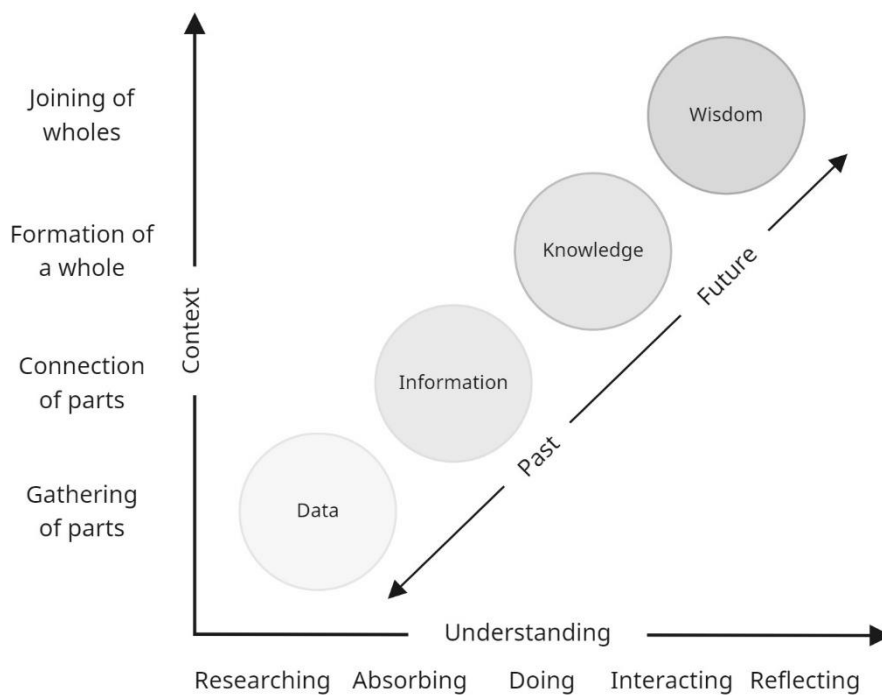 Joining of
wholes
Wisdom
Formation of
a whole
Knowledge
Future
Context
Connection
of parts
Information
Past
Gathering
of parts
Data
Understanding
Researching Absorbing Doing Interacting Reflecting